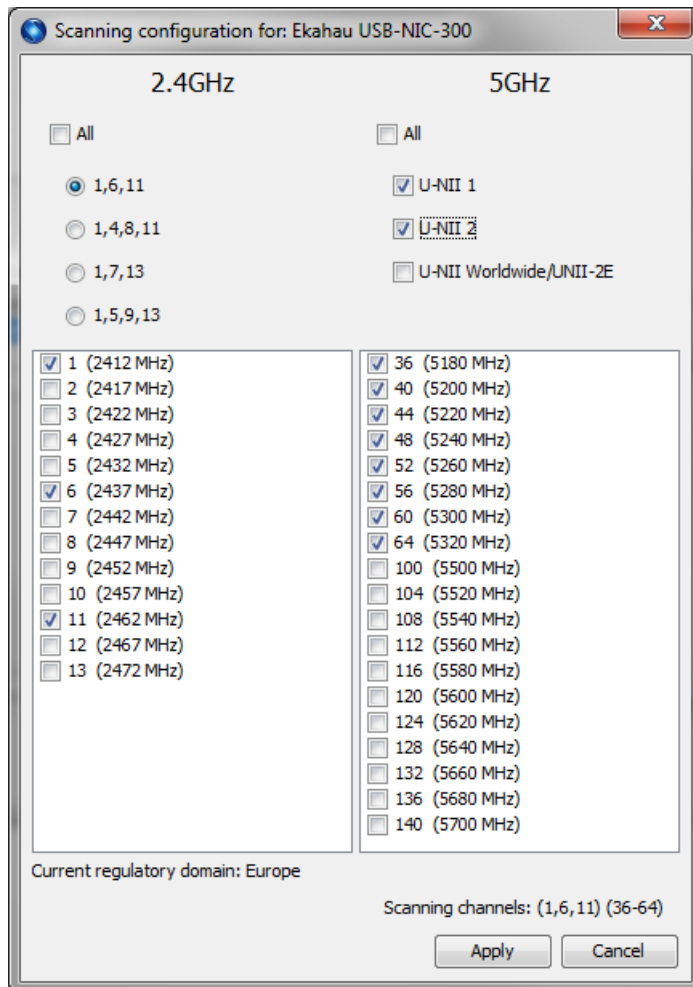 Scanning configuration for: Ekahau USB-NIC-300
2.4GHz
5GHz
All
All
1,6,11
U-NII 1
1,4,8,11
U-NII 2
1,7,13
U-NII Worldwide/UNII-2E
1,5,9,13
1 (2412 MHz)
2 (2417 MHz)
3 (2422 MHz)
4 (2427 MHz)
5 (2432 MHz)
6 (2437 MHz)
7 (2442 MHz)
8 (2447 MHz)
9 (2452 MHz)
10 (2457 MHz)
11 (2462 MHz)
12 (2467 MHz)
13 (2472 MHz)
36 (5180 MHz)
40 (5200 MHz)
44 (5220 MHz)
48 (5240 MHz)
52 (5260 MHz)
56 (5280 MHz)
60 (5300 MHz)
64 (5320 MHz)
100 (5500 MHz)
104 (5520 MHz)
108 (5540 MHz)
112 (5560 MHz)
116 (5580 MHz)
120 (5600 MHz)
124 (5620 MHz)
128 (5640 MHz)
132 (5660 MHz)
136 (5680 MHz)
140 (5700 MHz)
Current regulatory domain: Europe
Scanning channels: (1,6,11) (36-64)
Apply
Cancel